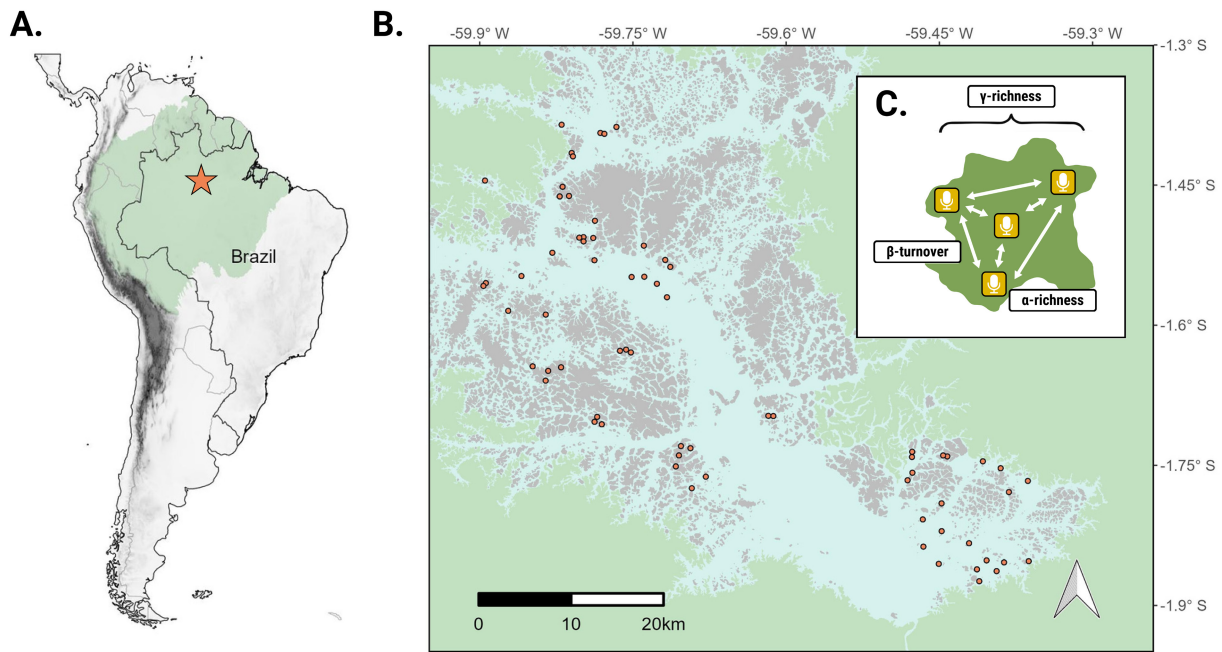 A.
Brazil
B.
-59.9° W
-59.75° W
-59.6° W
-59.45° W
-59.3° W
-1.3° S
-1.45° S
-1.6° S
-1.75° S
-1.9° S
0
10
20km
C.
γ-richness
β-turnover
α-richness